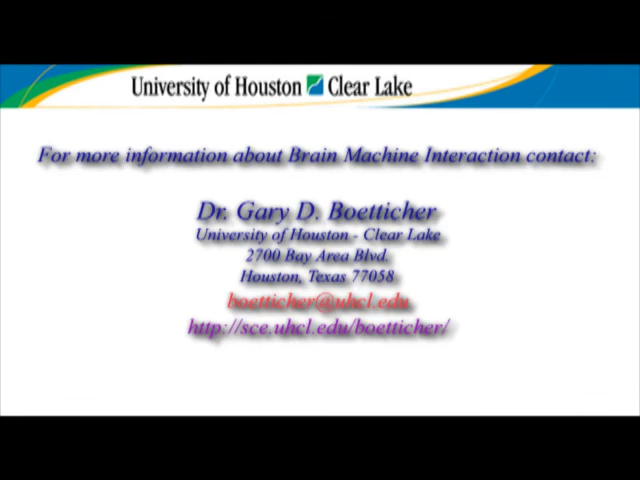 University of Houston Clear Lake
For more information about Brain Machine Interaction contact:
Dr. Gary D. Boetticher
University of Houston - Clear Lake
2700 Bay Area Blvd.
Houston, Texas 77058
boetticher@uhcl.edu
http://sce.uhcl.edu/boetticher/